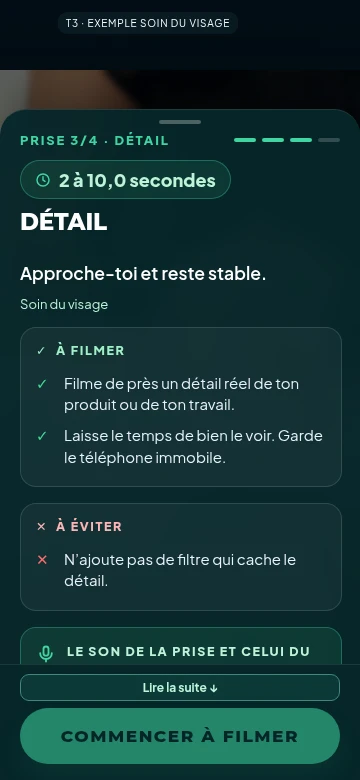 T3 · EXEMPLE SOIN DU VISAGE
PRISE 3/4 · DÉTAIL
2 à 10,0 secondes
DÉTAIL
Approche-toi et reste stable.
Soin du visage
✓ À FILMER
✓ Filme de près un détail réel de ton
produit ou de ton travail.
✓ Laisse le temps de bien le voir. Garde
le téléphone immobile.
✕ À ÉVITER
✕ N'ajoute pas de filtre qui cache le
détail.
LE SON DE LA PRISE ET CELUI DU
Lire la suite ↓
COMMENCER À FILMER